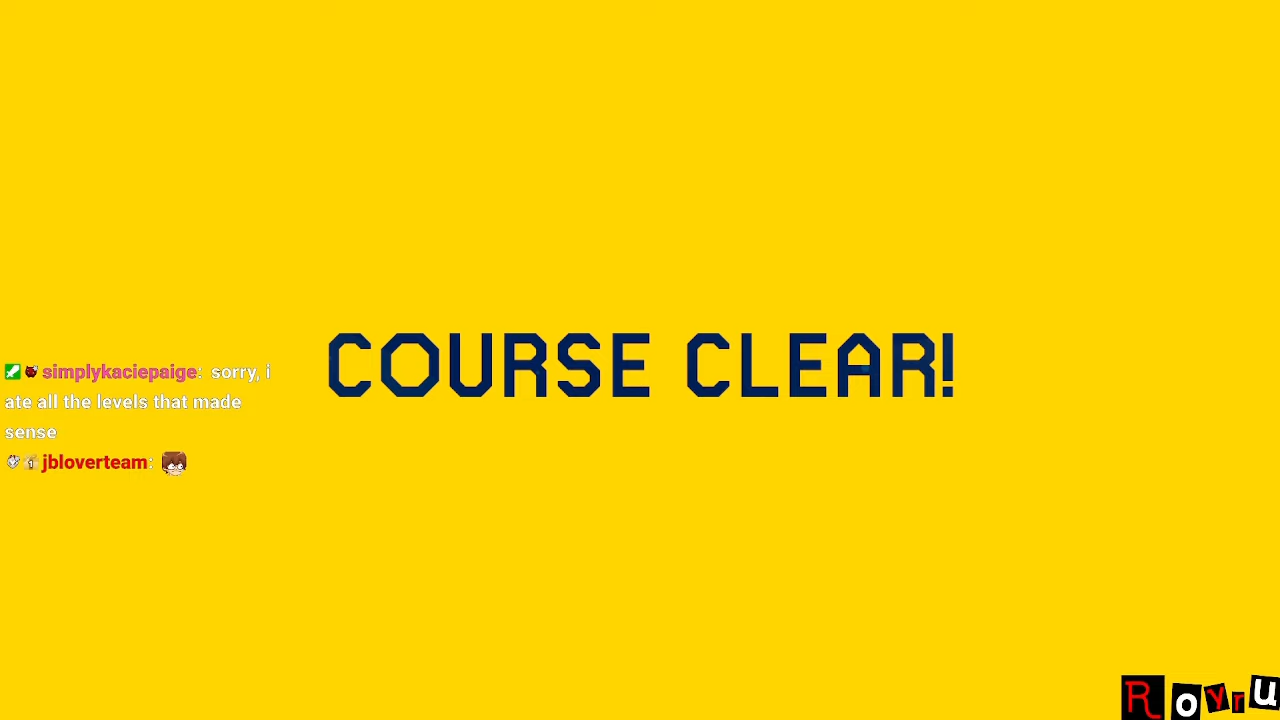 COURSE CLEAR!
simplykaciepaige: sorry, i
ate all the levels that made
sense
jbloverteam:
Royru